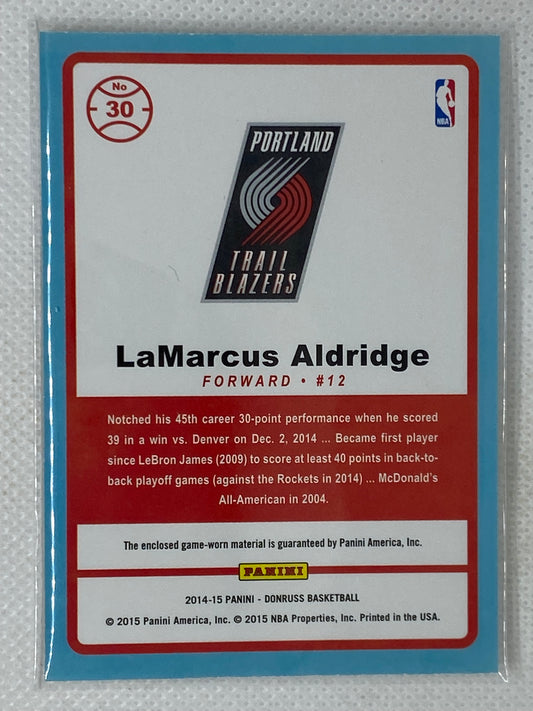 No
30
NBA
PORTLAND
TRAIL
BLAZERS
LaMarcus Aldridge
FORWARD • #12
Notched his 45th career 30-point performance when he scored
39 in a win vs. Denver on Dec. 2, 2014 ... Became first player
since LeBron James (2009) to score at least 40 points in back-to-
back playoff games (against the Rockets in 2014) ... McDonald's
All-American in 2004.
The enclosed game-worn material is guaranteed by Panini America, Inc.
PANINI
2014-15 PANINI - DONRUSS BASKETBALL
© 2015 Panini America, Inc. © 2015 NBA Properties, Inc. Printed in the USA.